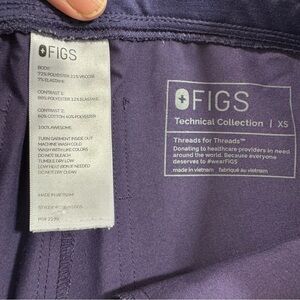 FIGS
BODY:
72% POLYESTER 21% VISCOSE
7% ELASTANE
CONTRAST 1:
88% POLYESTER 12% ELASTANE
CONTRAST 2:
60% COTTON 40% POLYESTER
100% AWESOME
TURN GARMENT INSIDE OUT
MACHINE WASH COLD
WASH WITH LIKE COLORS
DO NOT BLEACH
TUMBLE DRY LOW
LOW HEAT IRON IF NEEDED
DO NOT DRY CLEAN
MADE IN VIETNAM
FIGS
Technical Collection / XS
Threads for Threads™
Donating to healthcare providers in need
around the world. Because everyone
deserves to #wearFIGS
made in vietnam fabriqué au vietnam